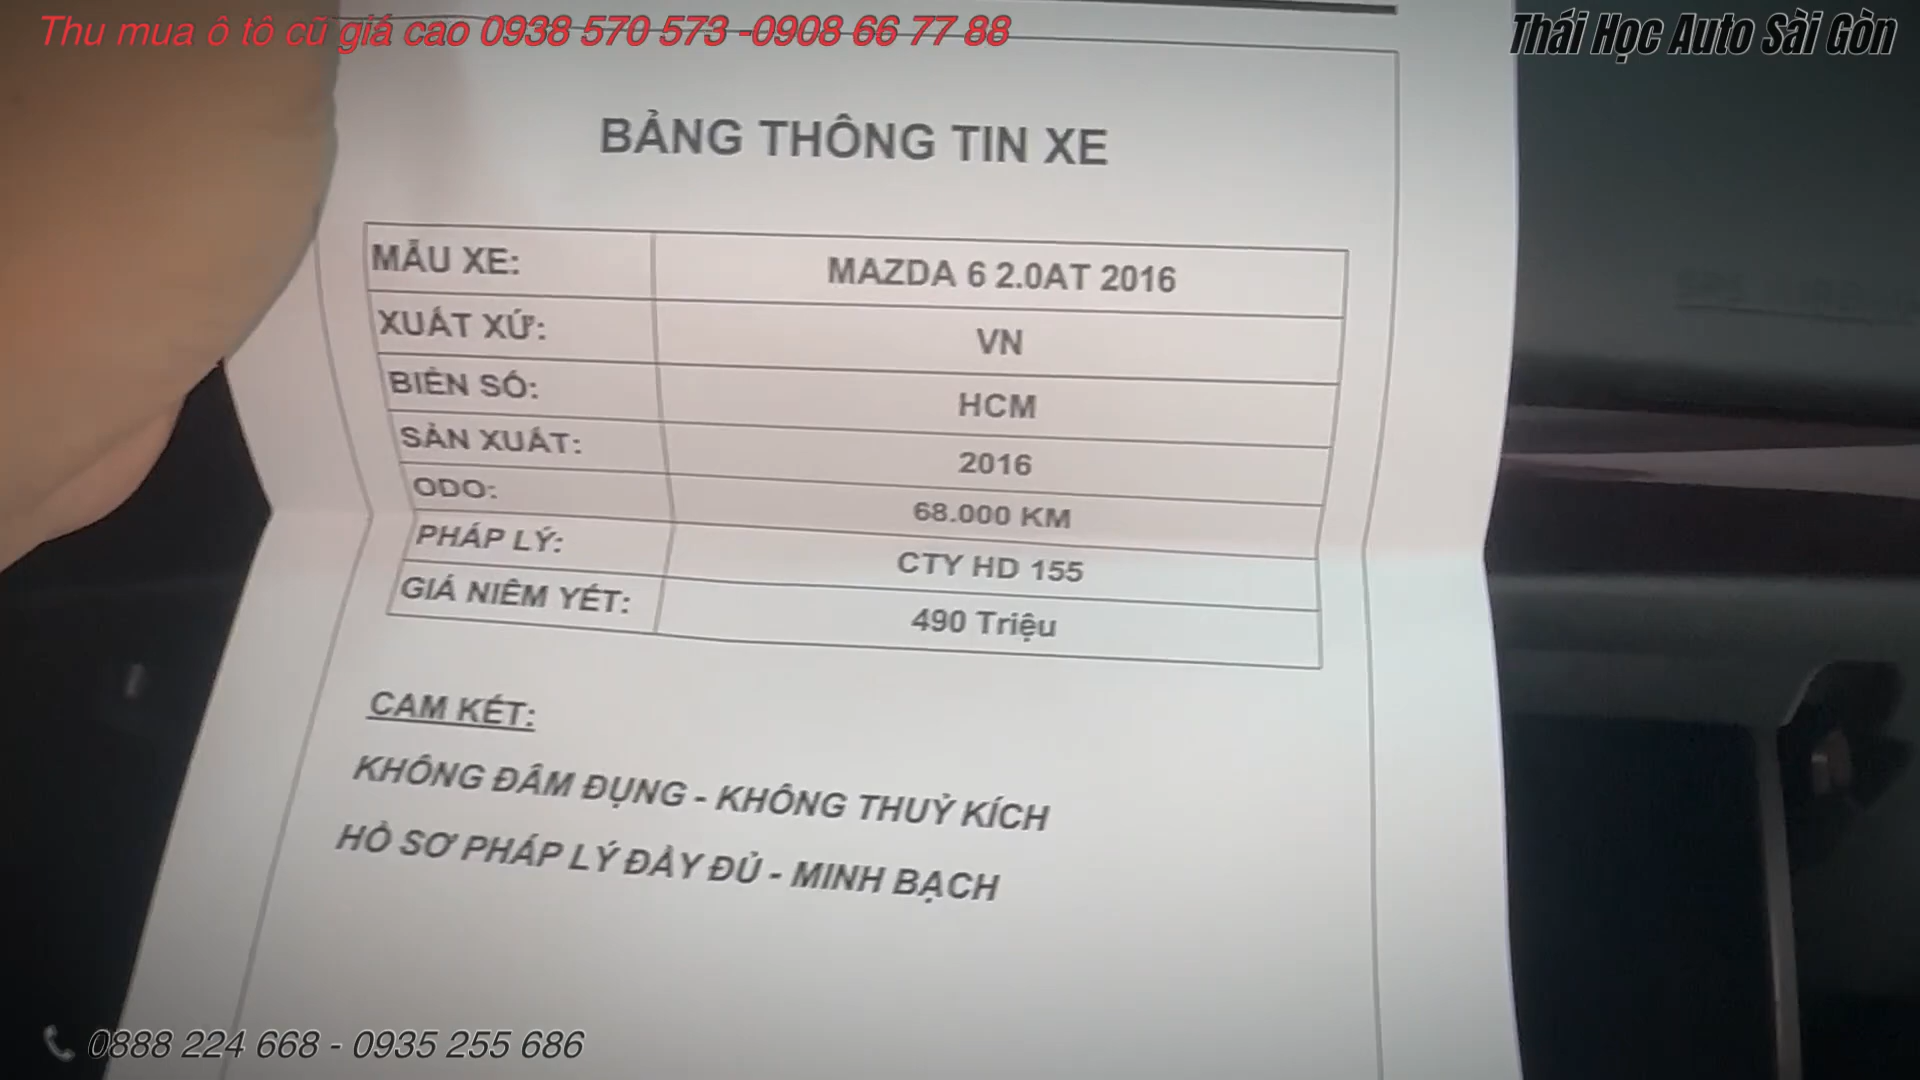 Thu mua ô tô cũ giá cao 0938 570 573 -0908 66 77 88
Thái Học Auto Sài Gòn
BẢNG THÔNG TIN XE
MẪU XE: MAZDA 6 2.0AT 2016
XUẤT XỨ: VN
BIỂN SỐ: HCM
SẢN XUẤT: 2016
ODO: 68.000 KM
PHÁP LÝ: CTY HD 155
GIÁ NIÊM YẾT: 490 Triệu
CAM KẾT:
KHÔNG ĐÂM ĐỤNG - KHÔNG THUỶ KÍCH
HỒ SƠ PHÁP LÝ ĐẦY ĐỦ - MINH BẠCH
0888 224 668 - 0935 255 686